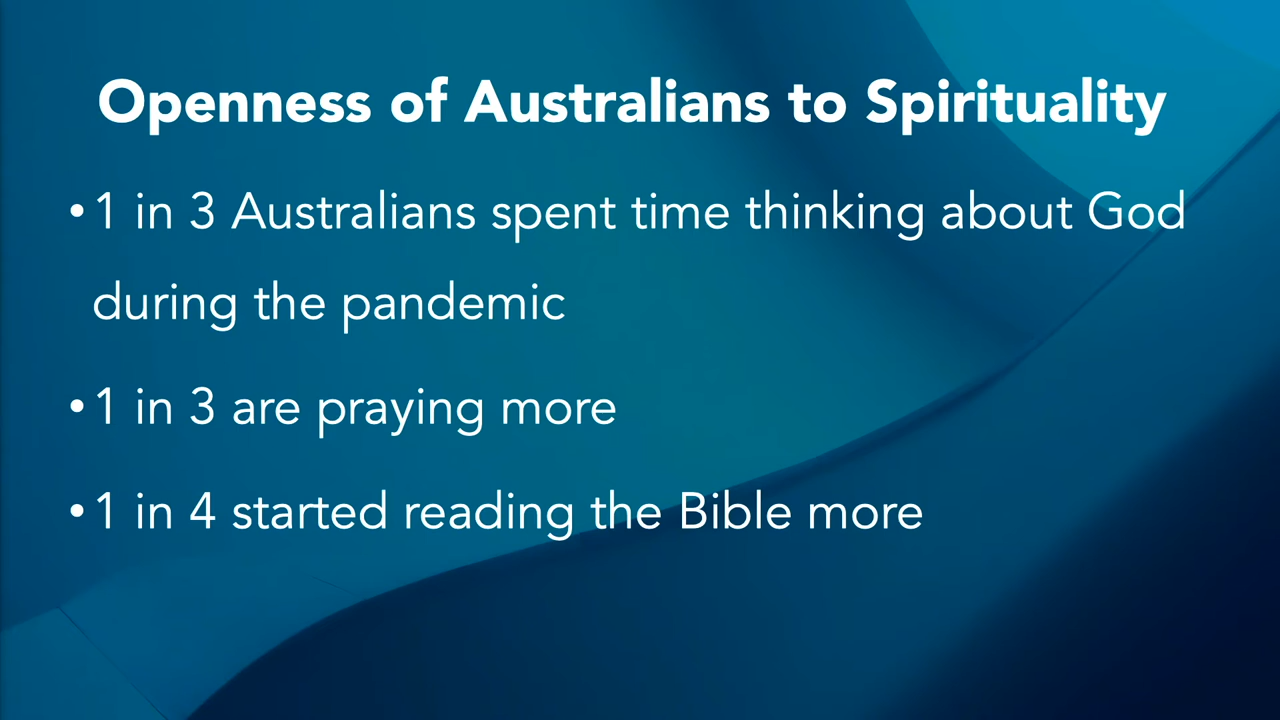 Openness of Australians to Spirituality
• 1 in 3 Australians spent time thinking about God
during the pandemic
• 1 in 3 are praying more
• 1 in 4 started reading the Bible more